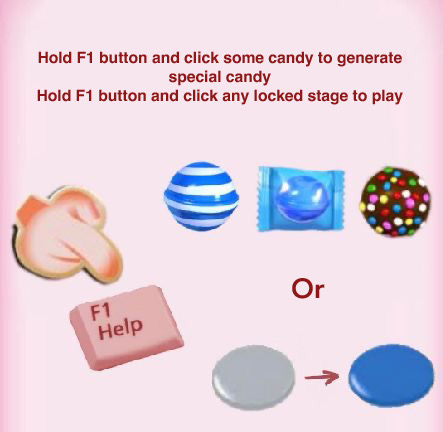 Hold F1 button and click some candy to generate
special candy
Hold F1 button and click any locked stage to play
Or
F1
Help